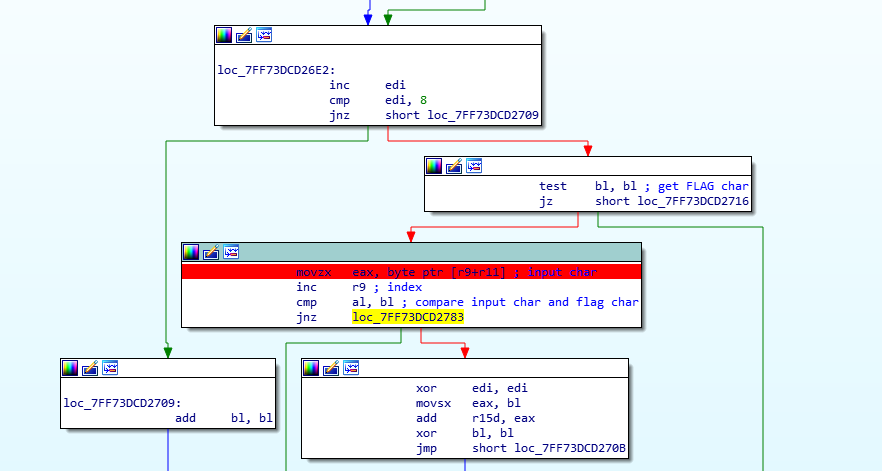 loc_7FF73DCD26E2:
inc edi
cmp edi, 8
jnz short loc_7FF73DCD2709
test bl, bl ; get FLAG char
jz short loc_7FF73DCD2716
movzx eax, byte ptr [r9+r11] ; input char
inc r9 ; index
cmp al, bl ; compare input char and flag char
jnz loc_7FF73DCD2783
loc_7FF73DCD2709:
add bl, bl
xor edi, edi
movsx eax, bl
add r15d, eax
xor bl, bl
jmp short loc_7FF73DCD270B